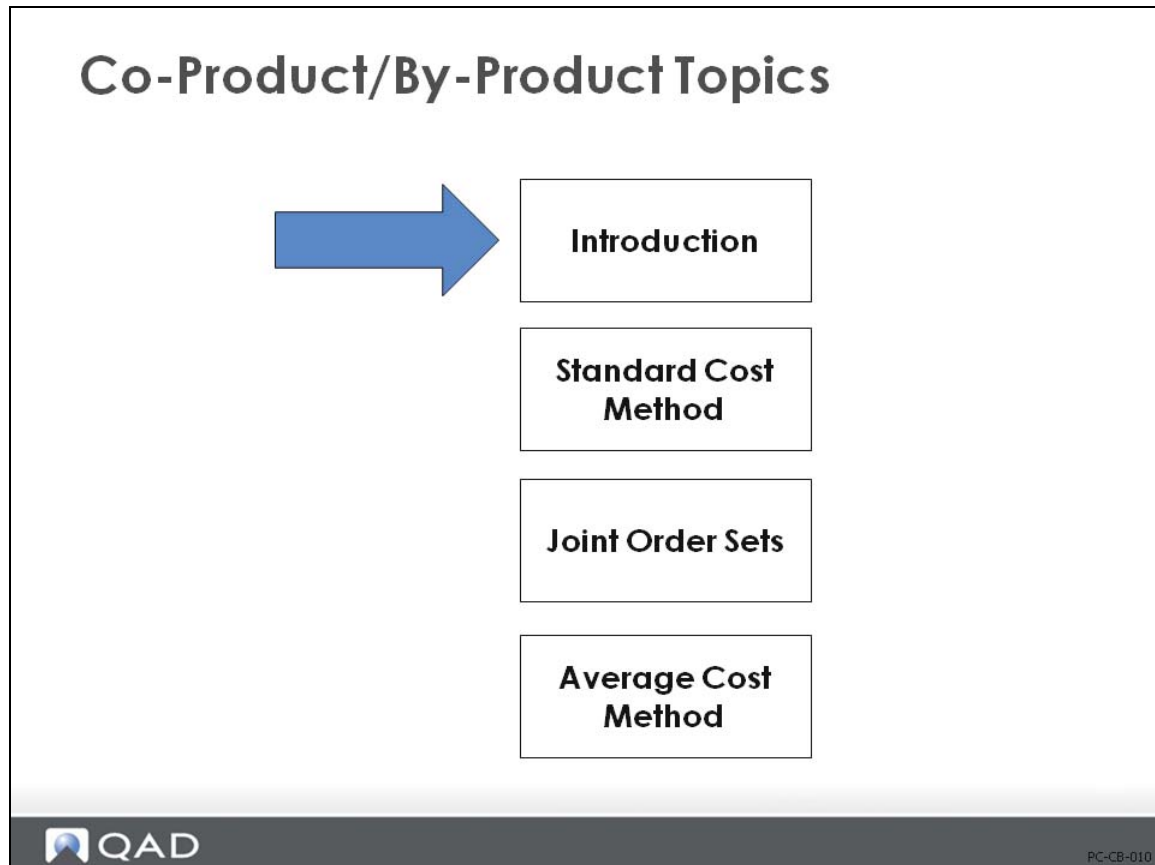 Co-Product/By-Product Topics
Introduction
Standard Cost
Method
Joint Order Sets
Average Cost
Method
QAD
PC-CB-010